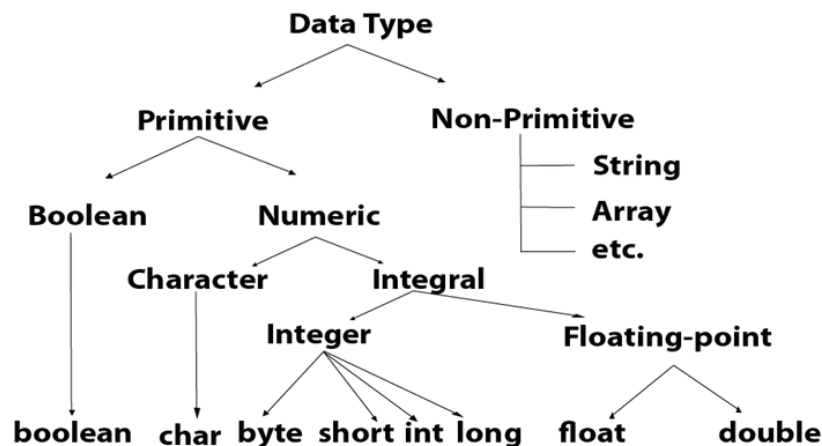 Data Type
Primitive
Non-Primitive
String
Array
etc.
Boolean
Numeric
Character
Integral
Integer
Floating-point
boolean char byte short int long float double